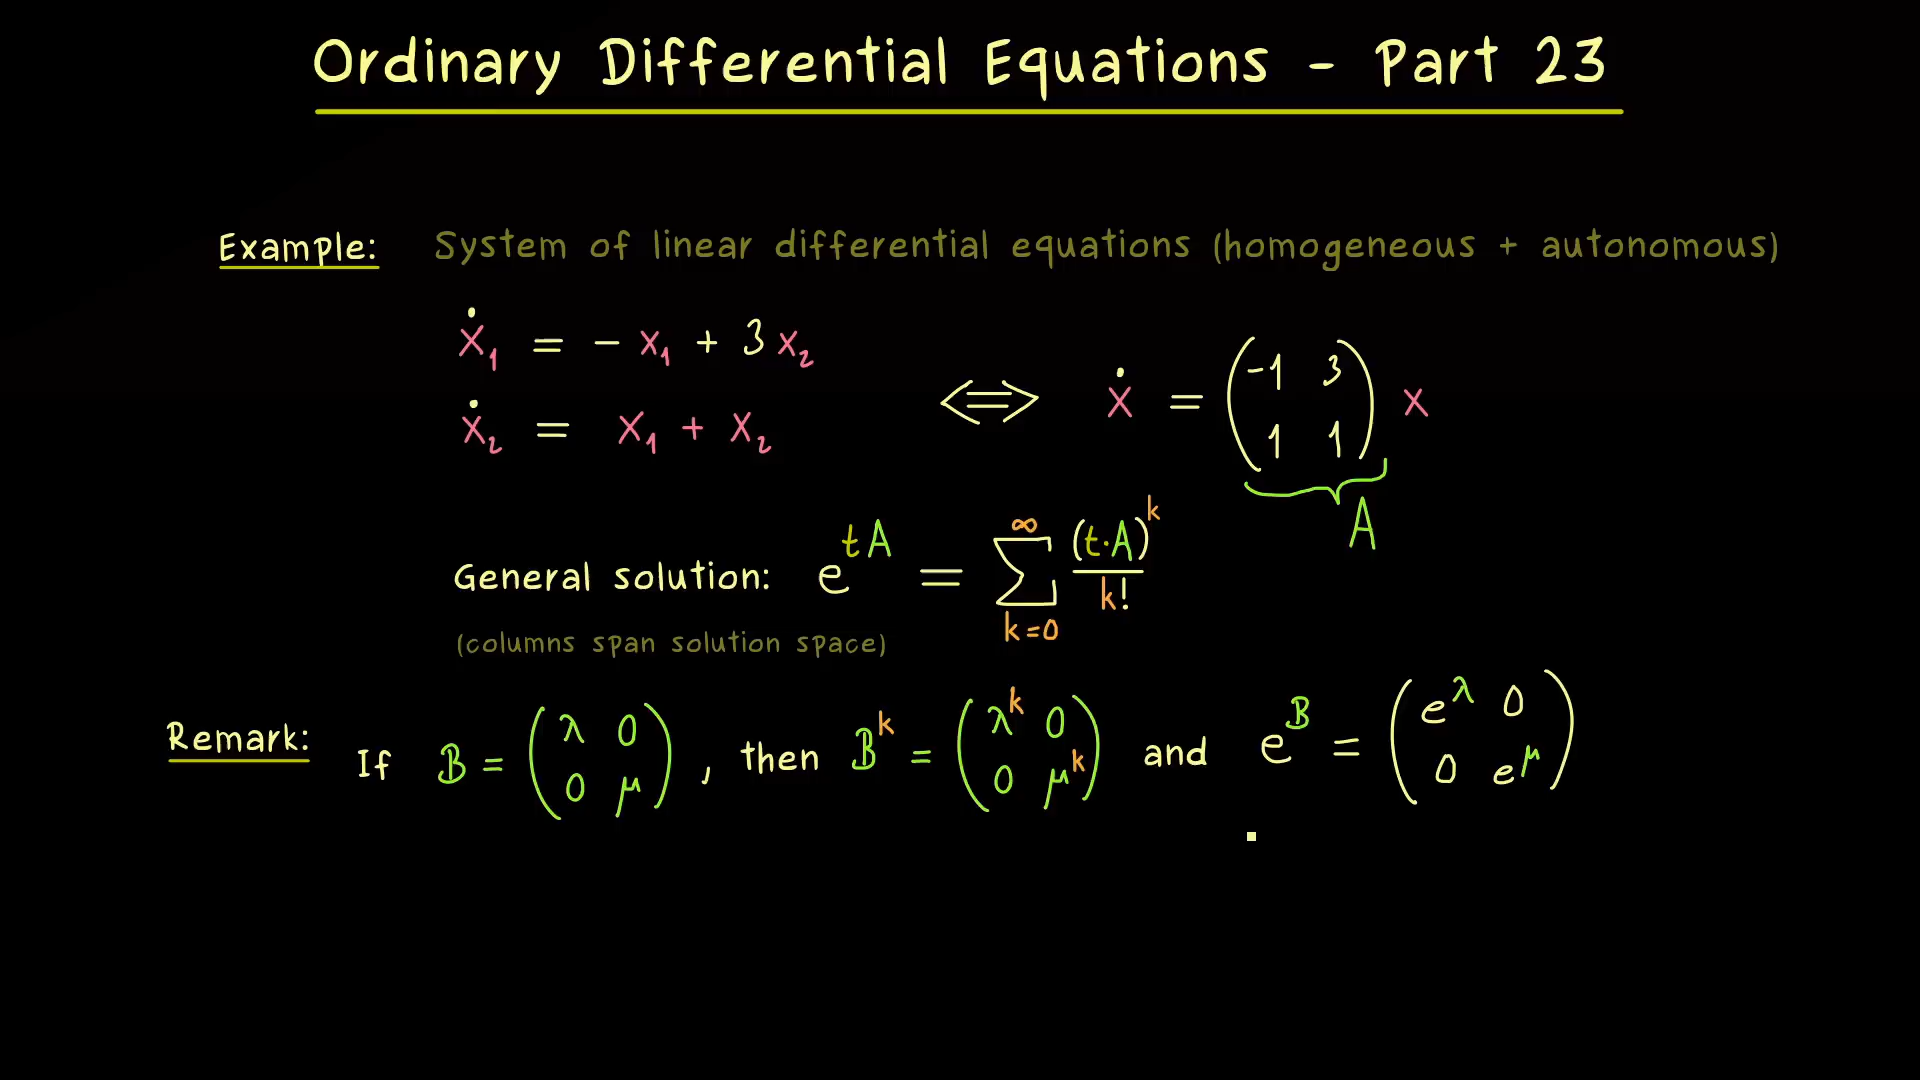 Ordinary Differential Equations - Part 23
Example: System of linear differential equations (homogeneous + autonomous)
ẋ₁ = - x₁ + 3 x₂
ẋ₂ = x₁ + x₂
⟺ ẋ = ( -1 3 ; 1 1 ) x
A
General solution: e^{tA} = ∑_{k=0}^{∞} (t·A)^k / k!
(columns span solution space)
Remark: If B = ( λ 0 ; 0 μ ) , then B^k = ( λ^k 0 ; 0 μ^k ) and e^B = ( e^λ 0 ; 0 e^μ )